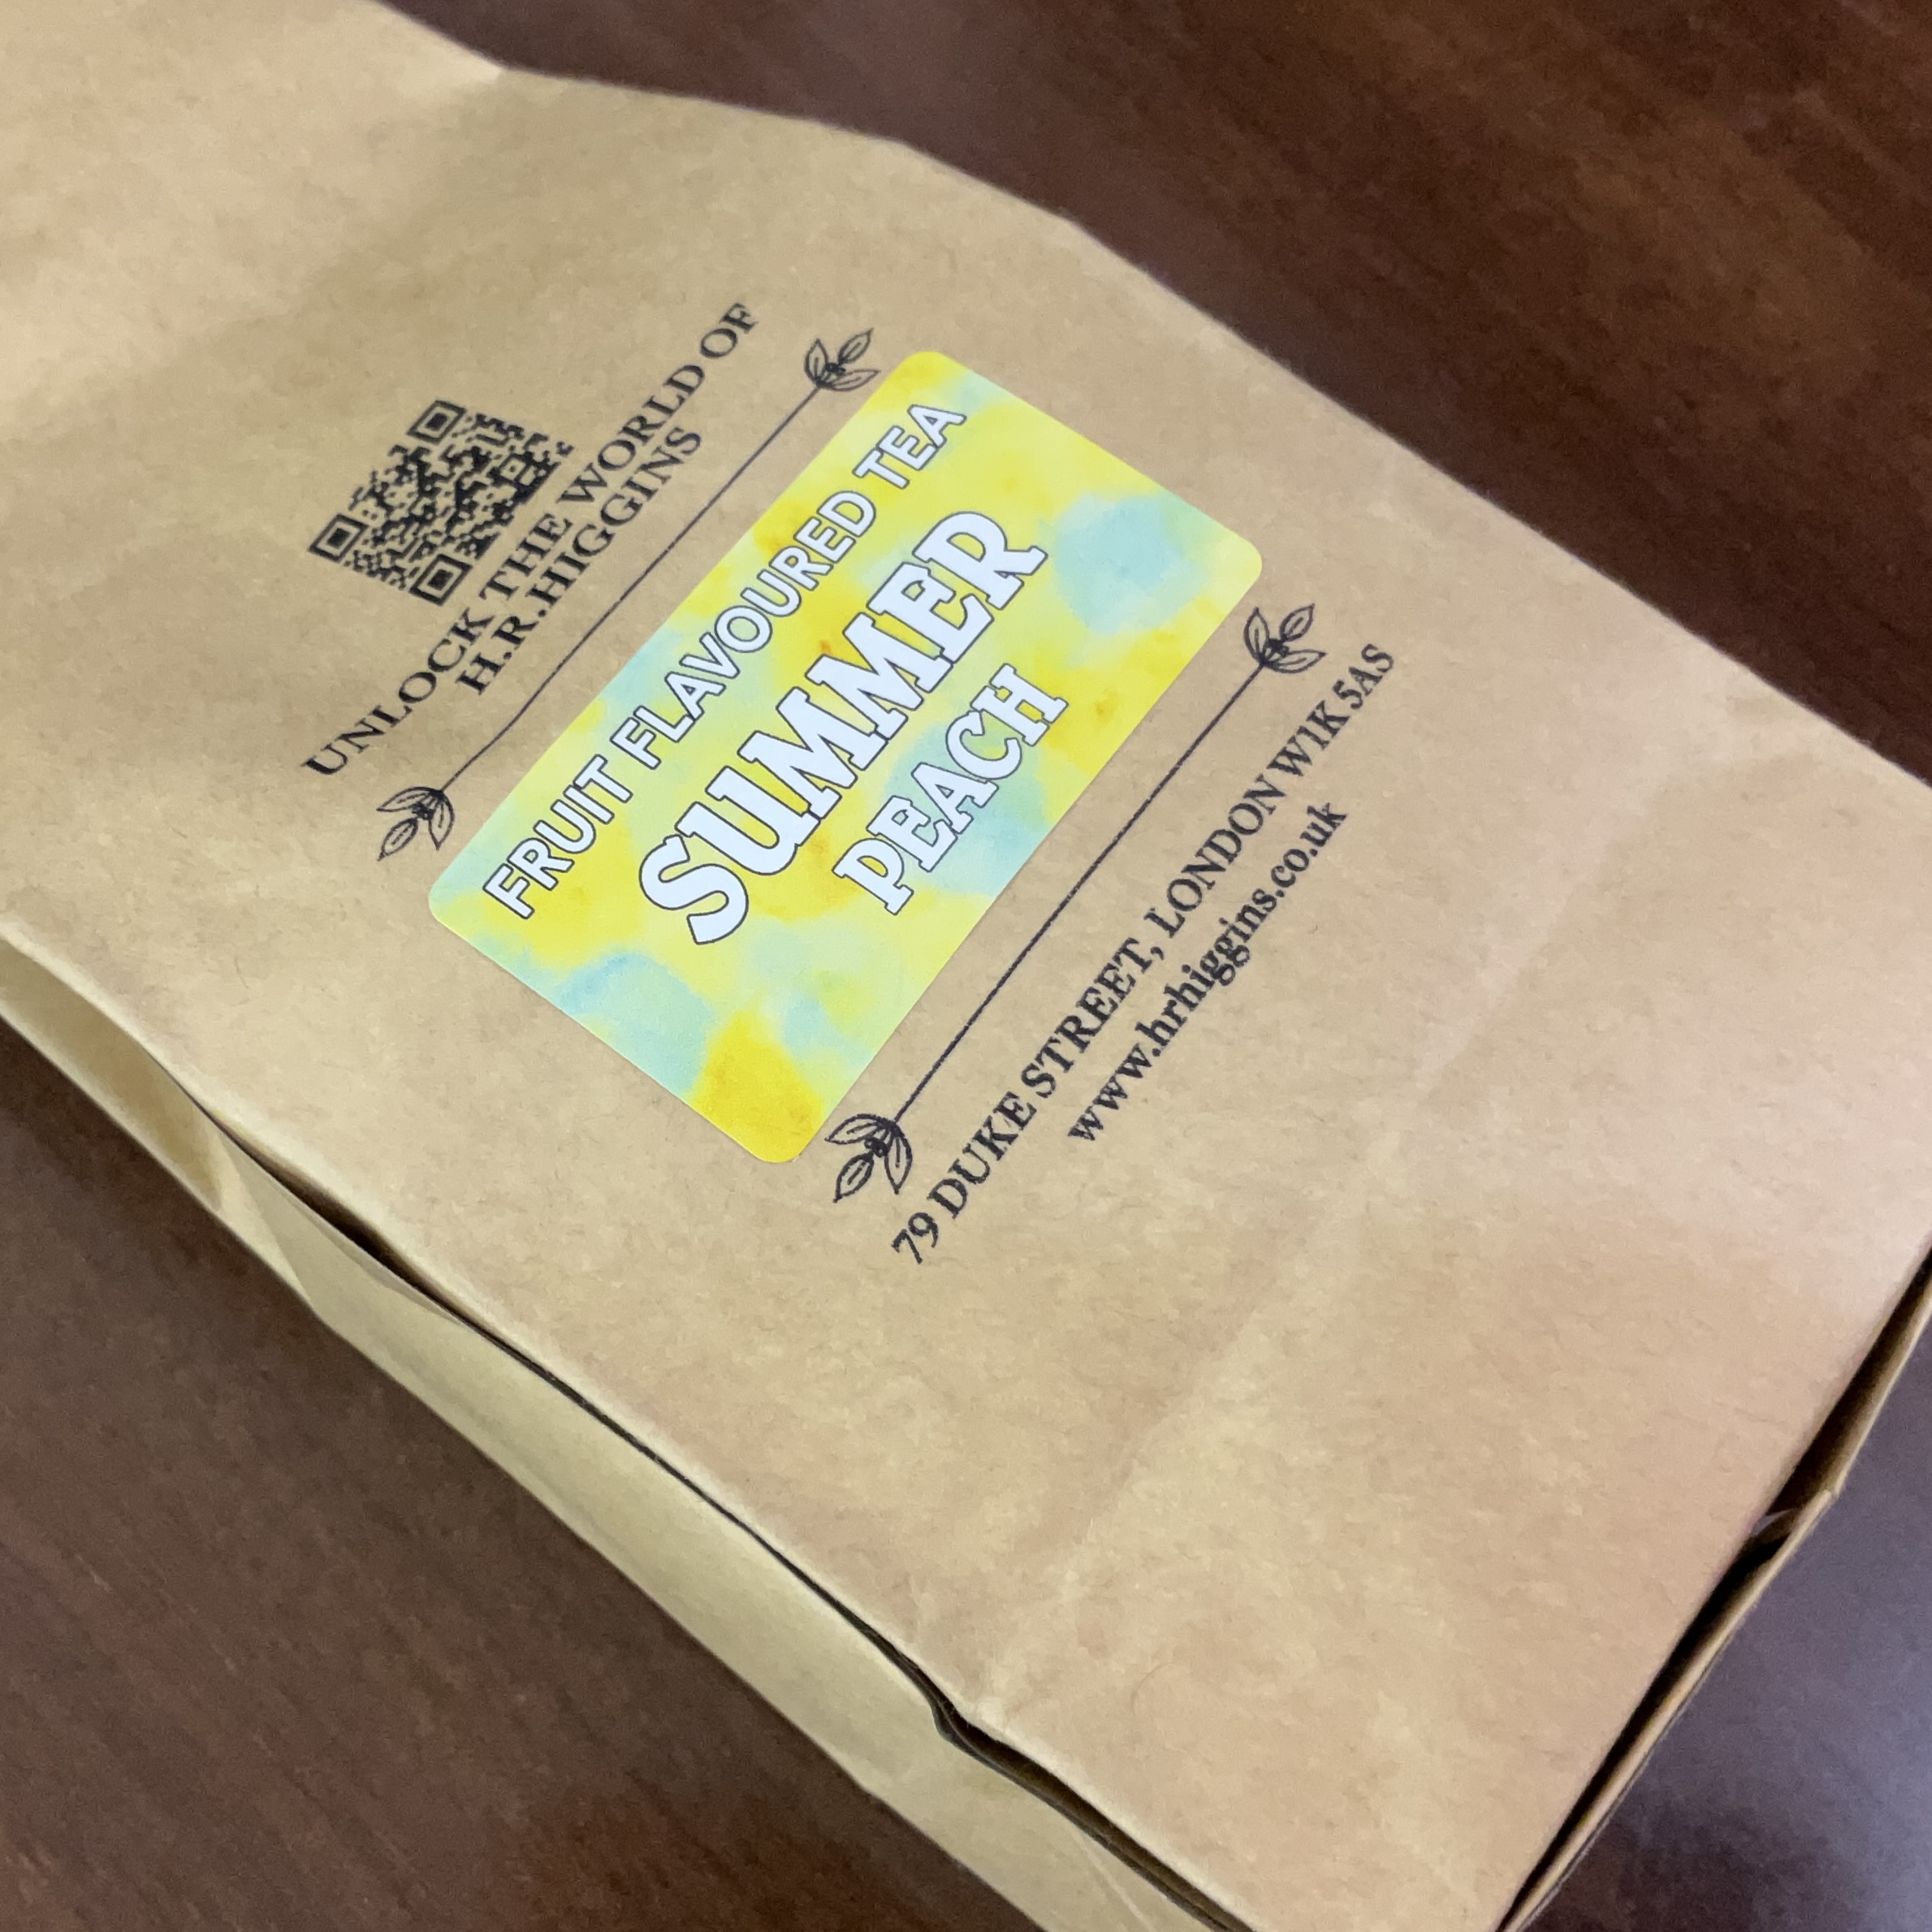 UNLOCK THE WORLD OF
H.R.HIGGINS
FRUIT FLAVOURED TEA
SUMMER
PEACH
79 DUKE STREET, LONDON W1K 5AS
www.hrhiggins.co.uk